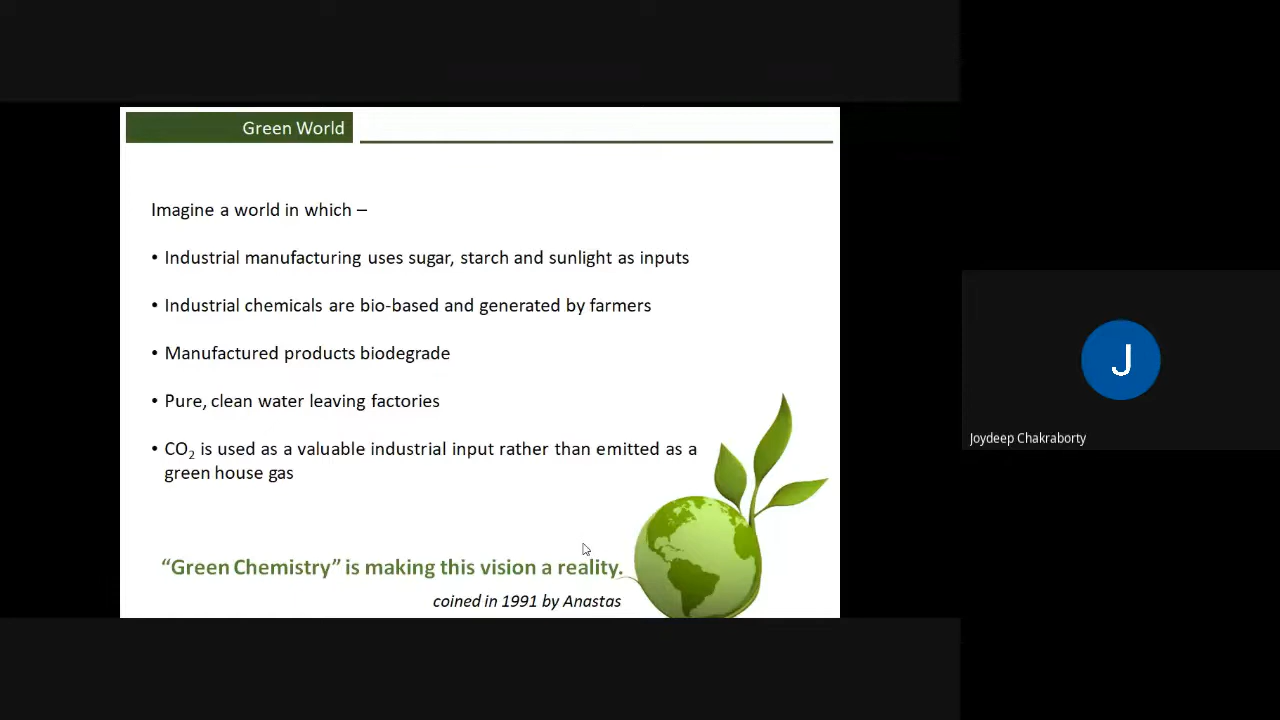 Green World
Imagine a world in which –
• Industrial manufacturing uses sugar, starch and sunlight as inputs
• Industrial chemicals are bio-based and generated by farmers
• Manufactured products biodegrade
• Pure, clean water leaving factories
• CO₂ is used as a valuable industrial input rather than emitted as a
green house gas
“Green Chemistry” is making this vision a reality.
coined in 1991 by Anastas
J
Joydeep Chakraborty